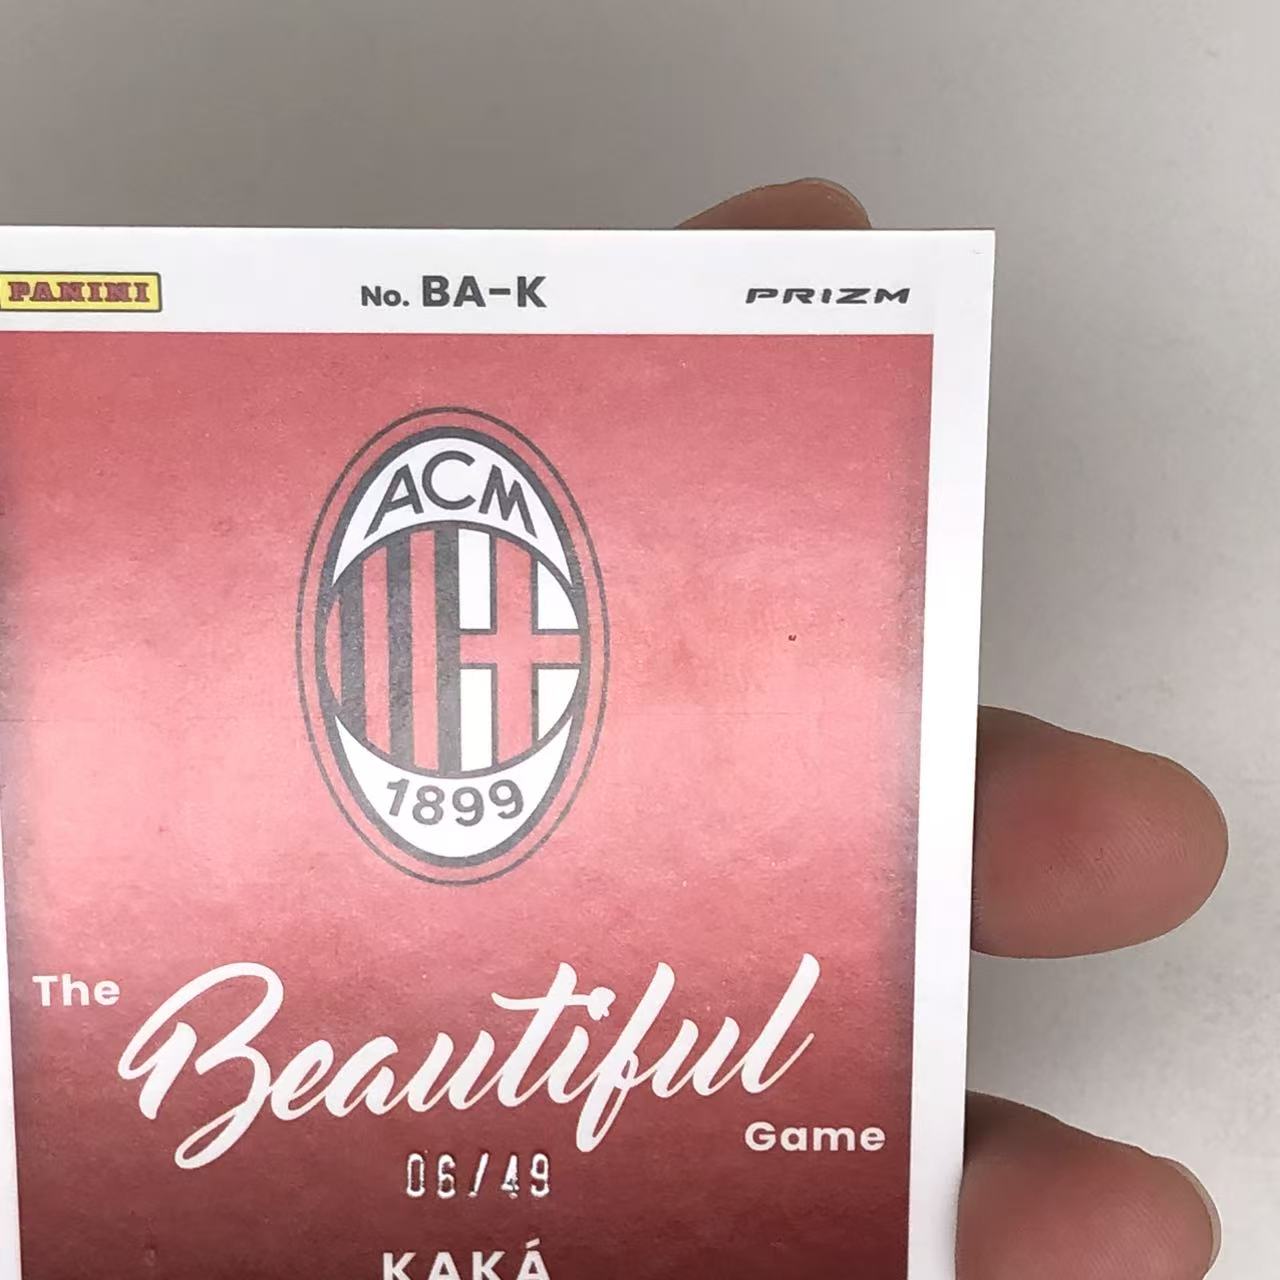 PANINI No. BA-K PRIZM
ACM
1899
The Beautiful Game
06/49
KAKÁ